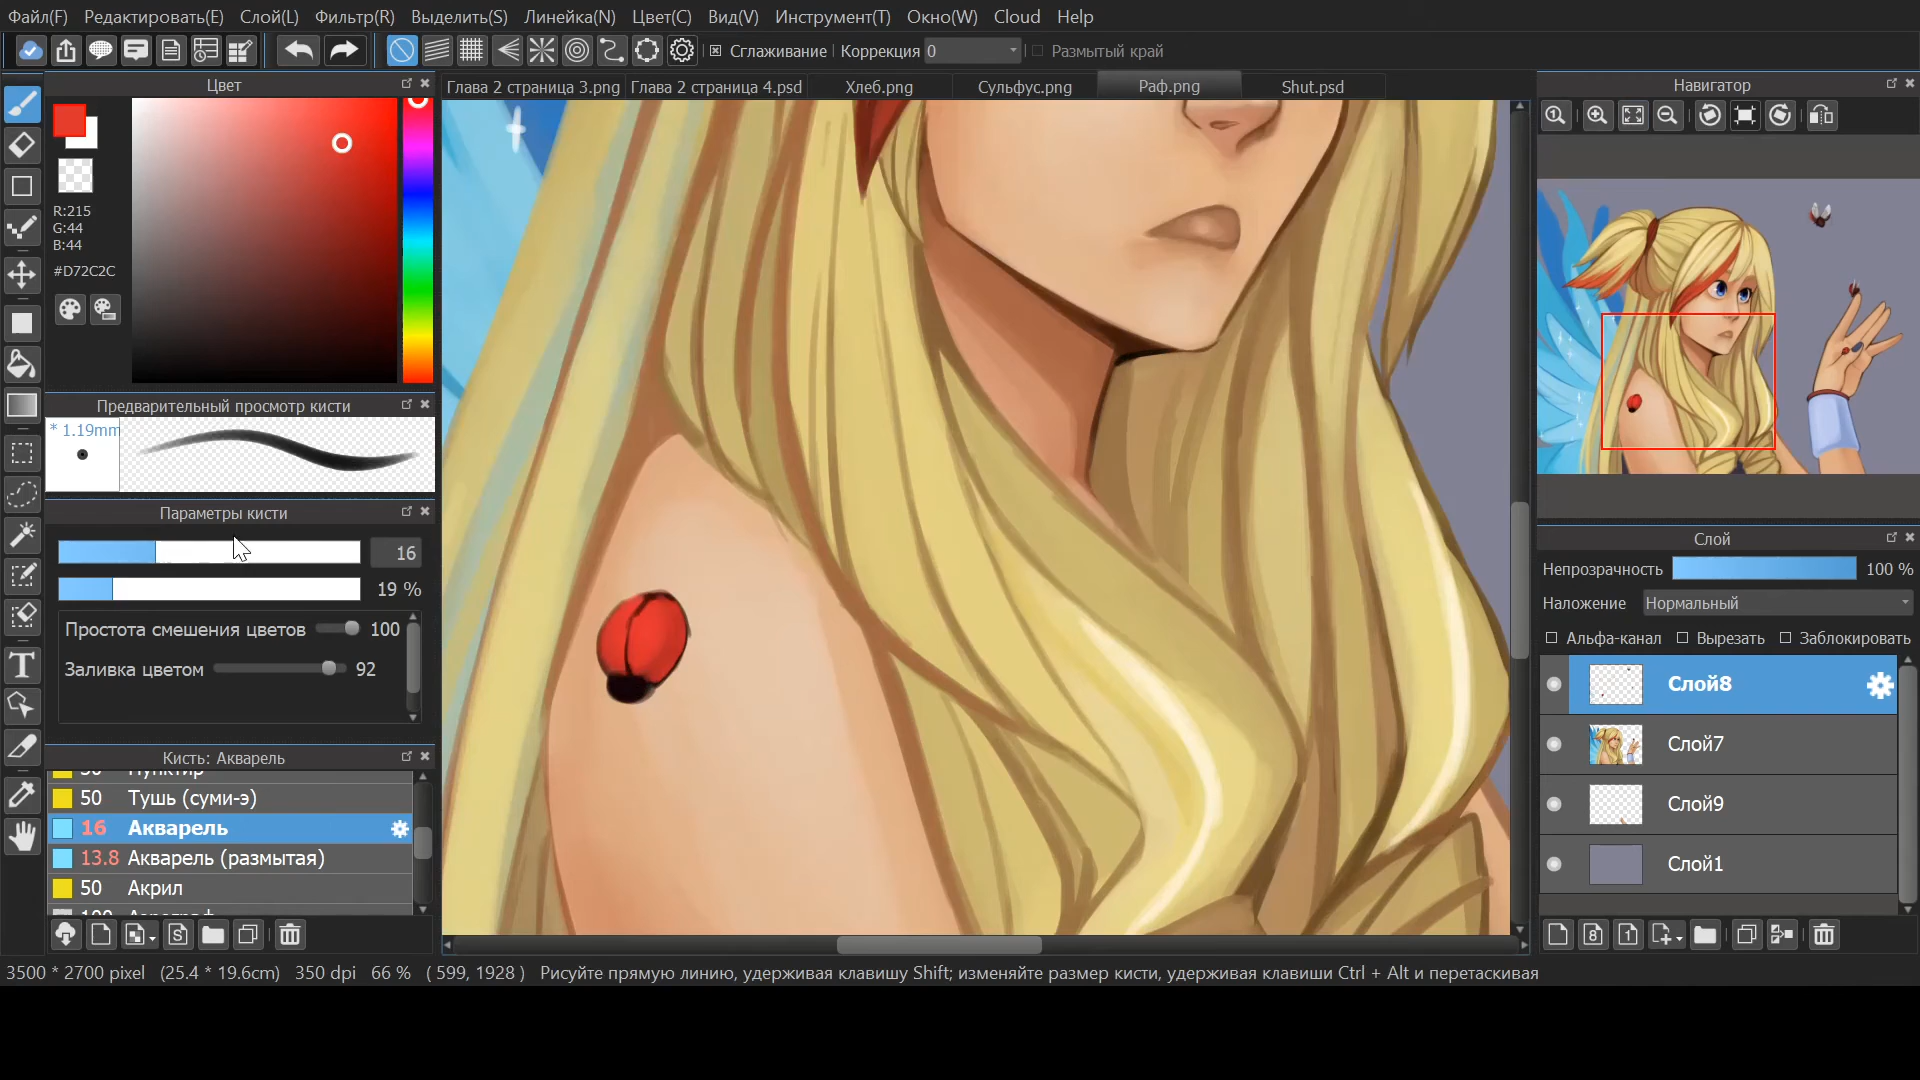 Файл(F) Редактировать(E) Слой(L) Фильтр(R) Выделить(S) Линейка(N) Цвет(C) Вид(V) Инструмент(T) Окно(W) Cloud Help
Сглаживание Коррекция 0 Размытый край
Цвет
Глава 2 страница 3.png Глава 2 страница 4.psd Хлеб.png Сульфус.png Раф.png Shut.psd
Навигатор
R:215
G:44
B:44
#D72C2C
Предварительный просмотр кисти
* 1.19mm
Параметры кисти
16
19 %
Простота смешения цветов 100
Заливка цветом 92
Кисть: Акварель
50 Пунктир
50 Тушь (суми-э)
16 Акварель
13.8 Акварель (размытая)
50 Акрил
100 Аэрограф
Слой
Непрозрачность 100 %
Наложение Нормальный
Альфа-канал Вырезать Заблокировать
Слой8
Слой7
Слой9
Слой1
3500 * 2700 pixel (25.4 * 19.6cm) 350 dpi 66 % ( 599, 1928 ) Рисуйте прямую линию, удерживая клавишу Shift; изменяйте размер кисти, удерживая клавиши Ctrl + Alt и перетаскивая